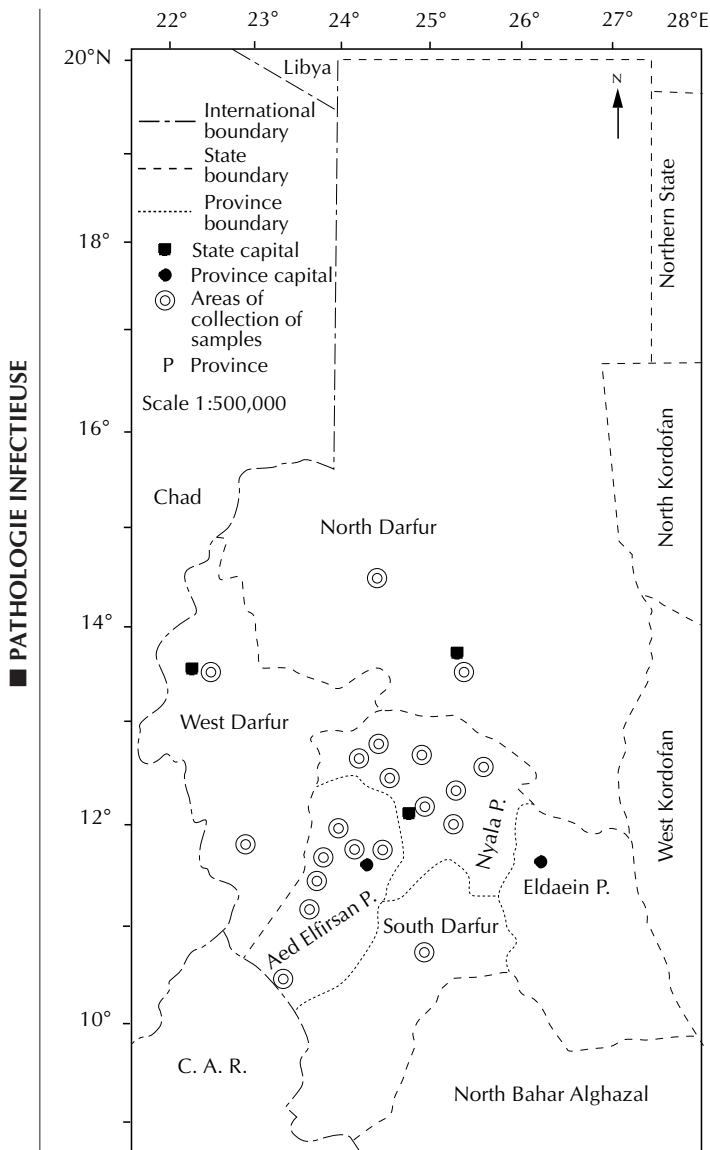 ■ PATHOLOGIE INFECTIEUSE
22° 23° 24° 25° 26° 27° 28°E
20°N
18°
16°
14°
12°
10°
Libya
N
International
boundary
State
boundary
Province
boundary
State capital
Province capital
Areas of
collection of
samples
P Province
Scale 1:500,000
Northern State
North Kordofan
West Kordofan
Chad
North Darfur
West Darfur
Nyala P.
Eldaein P.
Aed Elfirsan P.
South Darfur
C. A. R.
North Bahar Alghazal